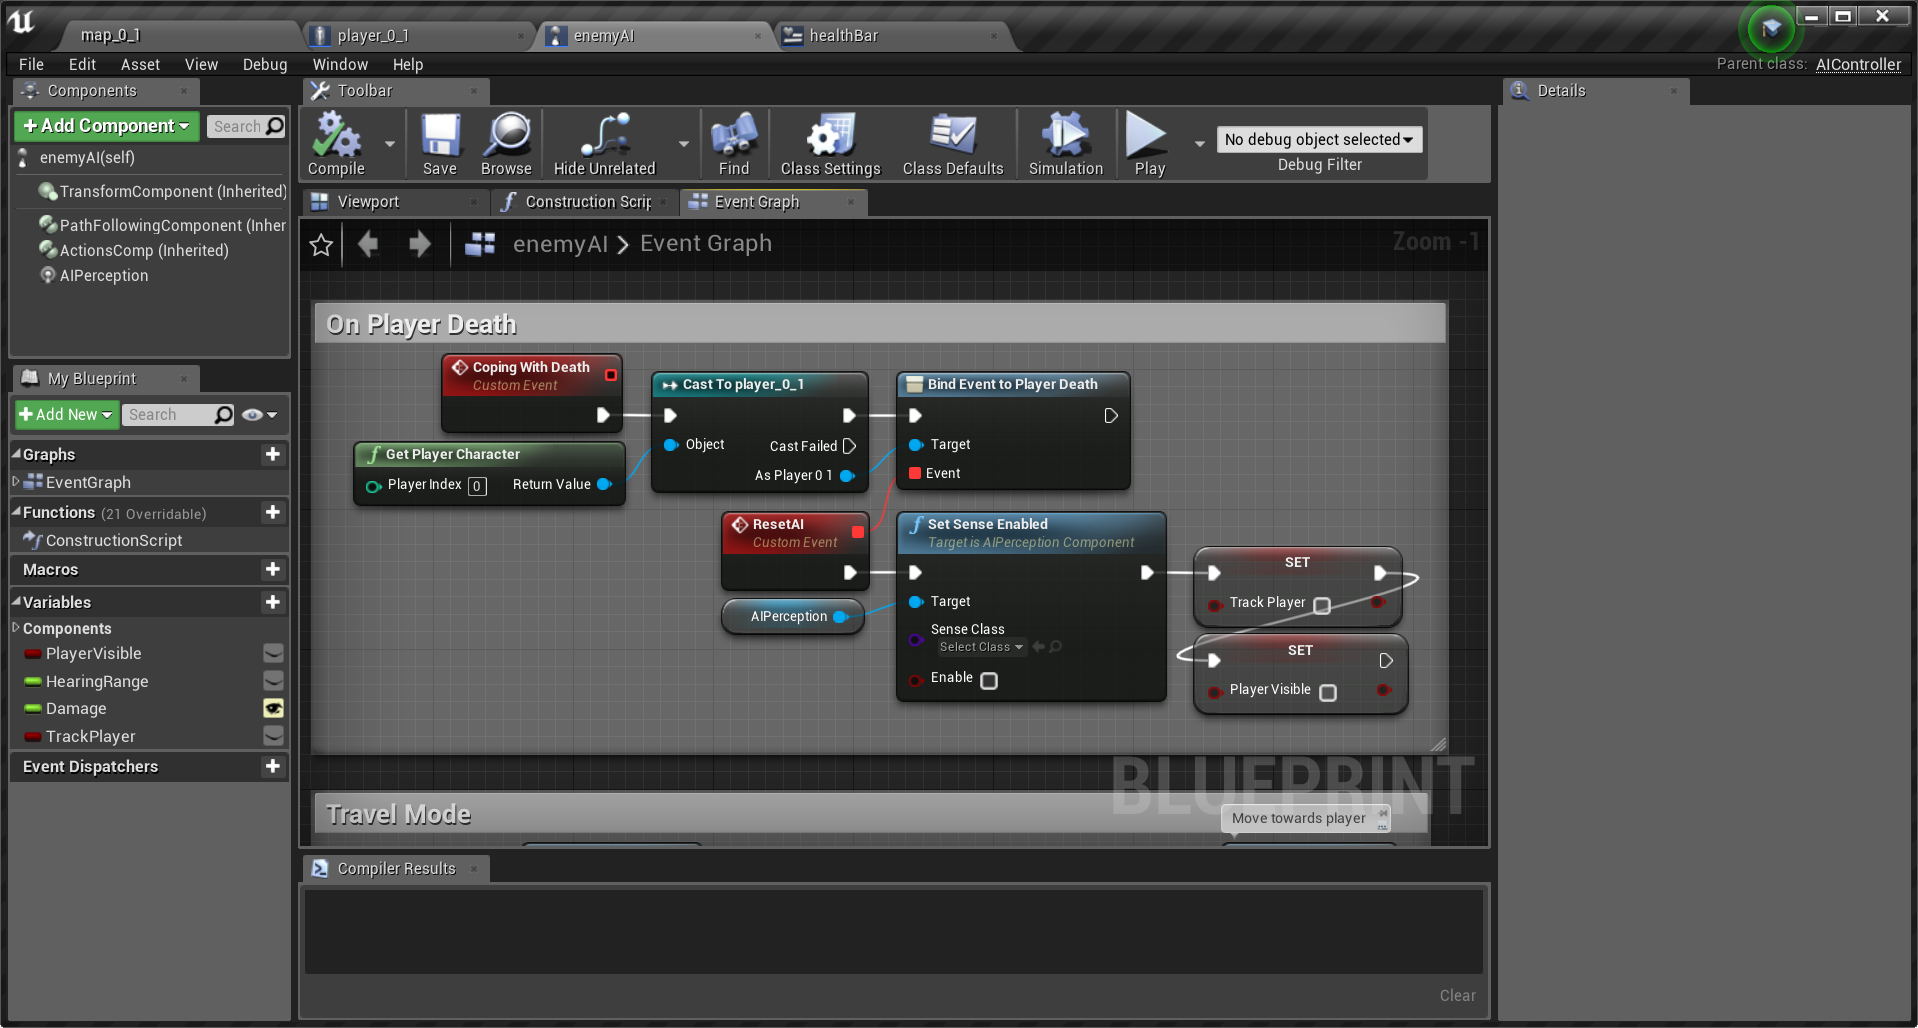 map_0_1
player_0_1
enemyAI
healthBar
File Edit Asset View Debug Window Help
Parent class: AIController
Components
Add Component
Search
enemyAI(self)
TransformComponent (Inherited)
PathFollowingComponent (Inher
ActionsComp (Inherited)
AIPerception
Toolbar
Compile
Save
Browse
Hide Unrelated
Find
Class Settings
Class Defaults
Simulation
Play
No debug object selected
Debug Filter
Details
Viewport
Construction Scrip
Event Graph
enemyAI > Event Graph
Zoom -1
My Blueprint
Add New
Search
Graphs
EventGraph
Functions (21 Overridable)
ConstructionScript
Macros
Variables
Components
PlayerVisible
HearingRange
Damage
TrackPlayer
Event Dispatchers
On Player Death
Coping With Death
Custom Event
Get Player Character
Player Index 0
Return Value
Cast To player_0_1
Object
Cast Failed
As Player 0 1
Bind Event to Player Death
Target
Event
ResetAI
Custom Event
AIPerception
Set Sense Enabled
Target is AIPerception Component
Target
Sense Class
Select Class
Enable
SET
Track Player
SET
Player Visible
BLUEPRINT
Travel Mode
Move towards player
Compiler Results
Clear